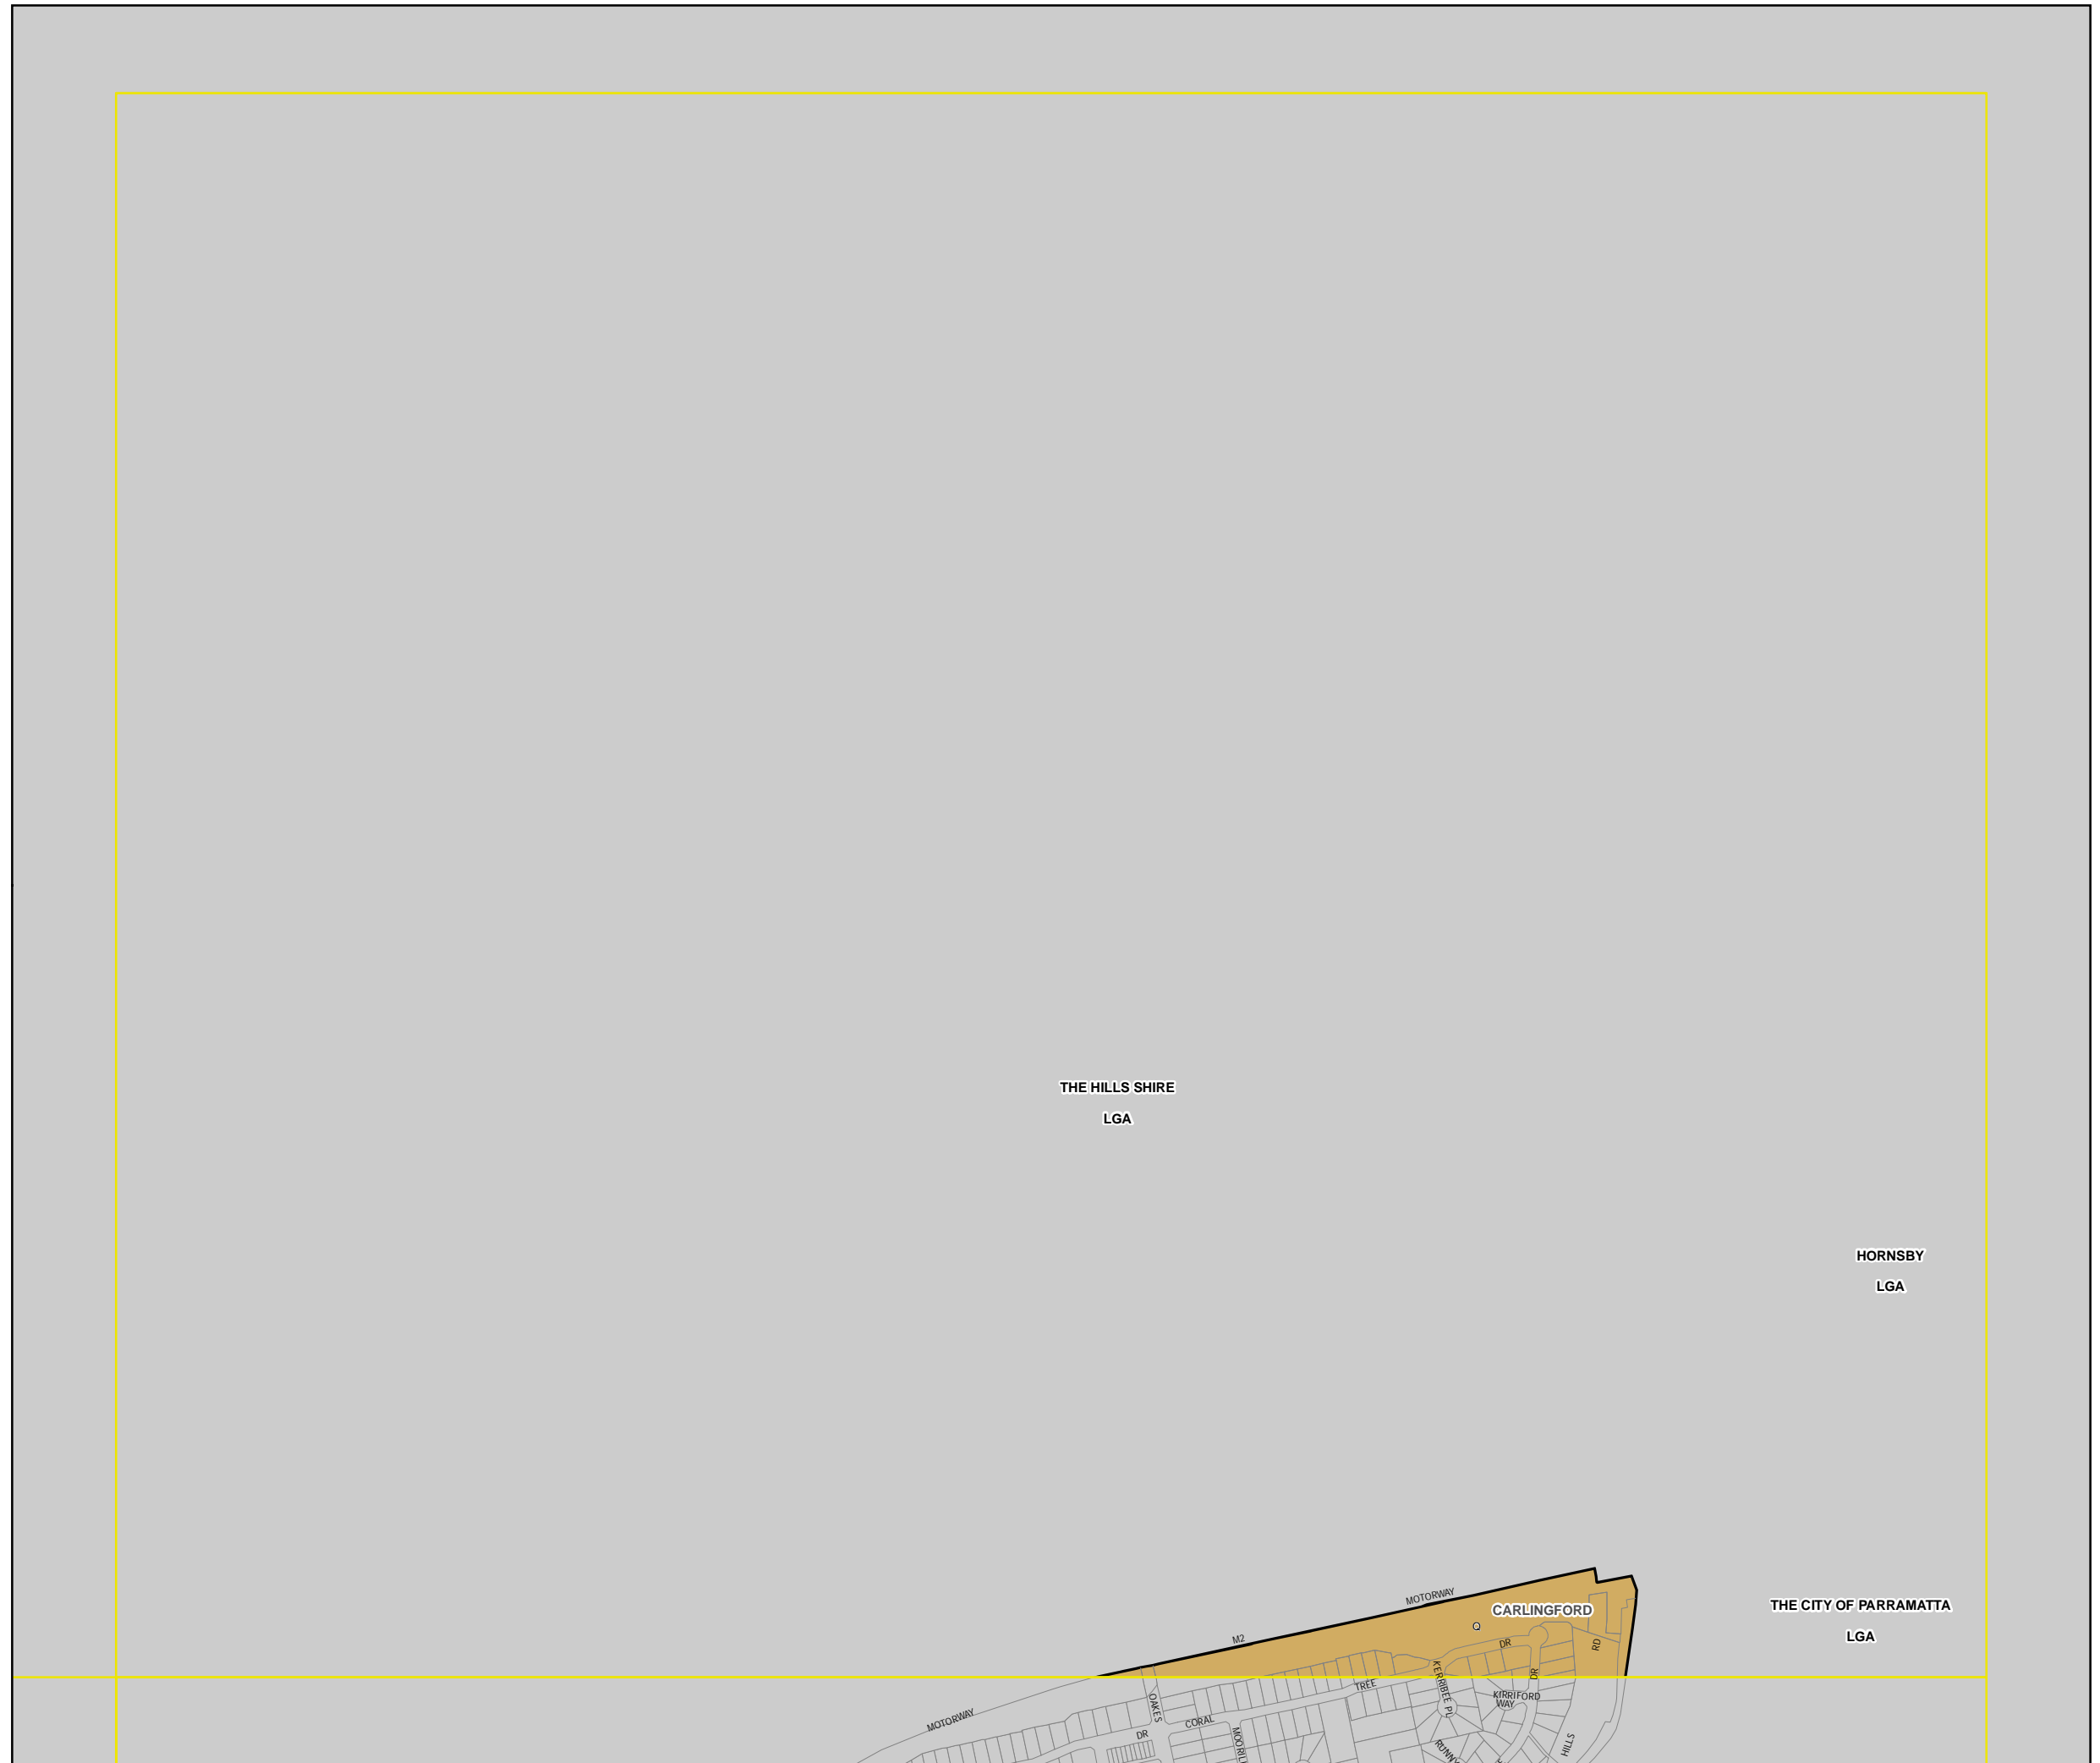 THE HILLS SHIRE
LGA
HORNSBY
LGA
MOTORWAY
CARLINGFORD
THE CITY OF PARRAMATTA
LGA
Q
M2
DR
RD
KERRIBEE PL
DR
TREE
KIRRIFORD
WAY
OAKES
MOTORWAY
CORAL
DR
HILLS